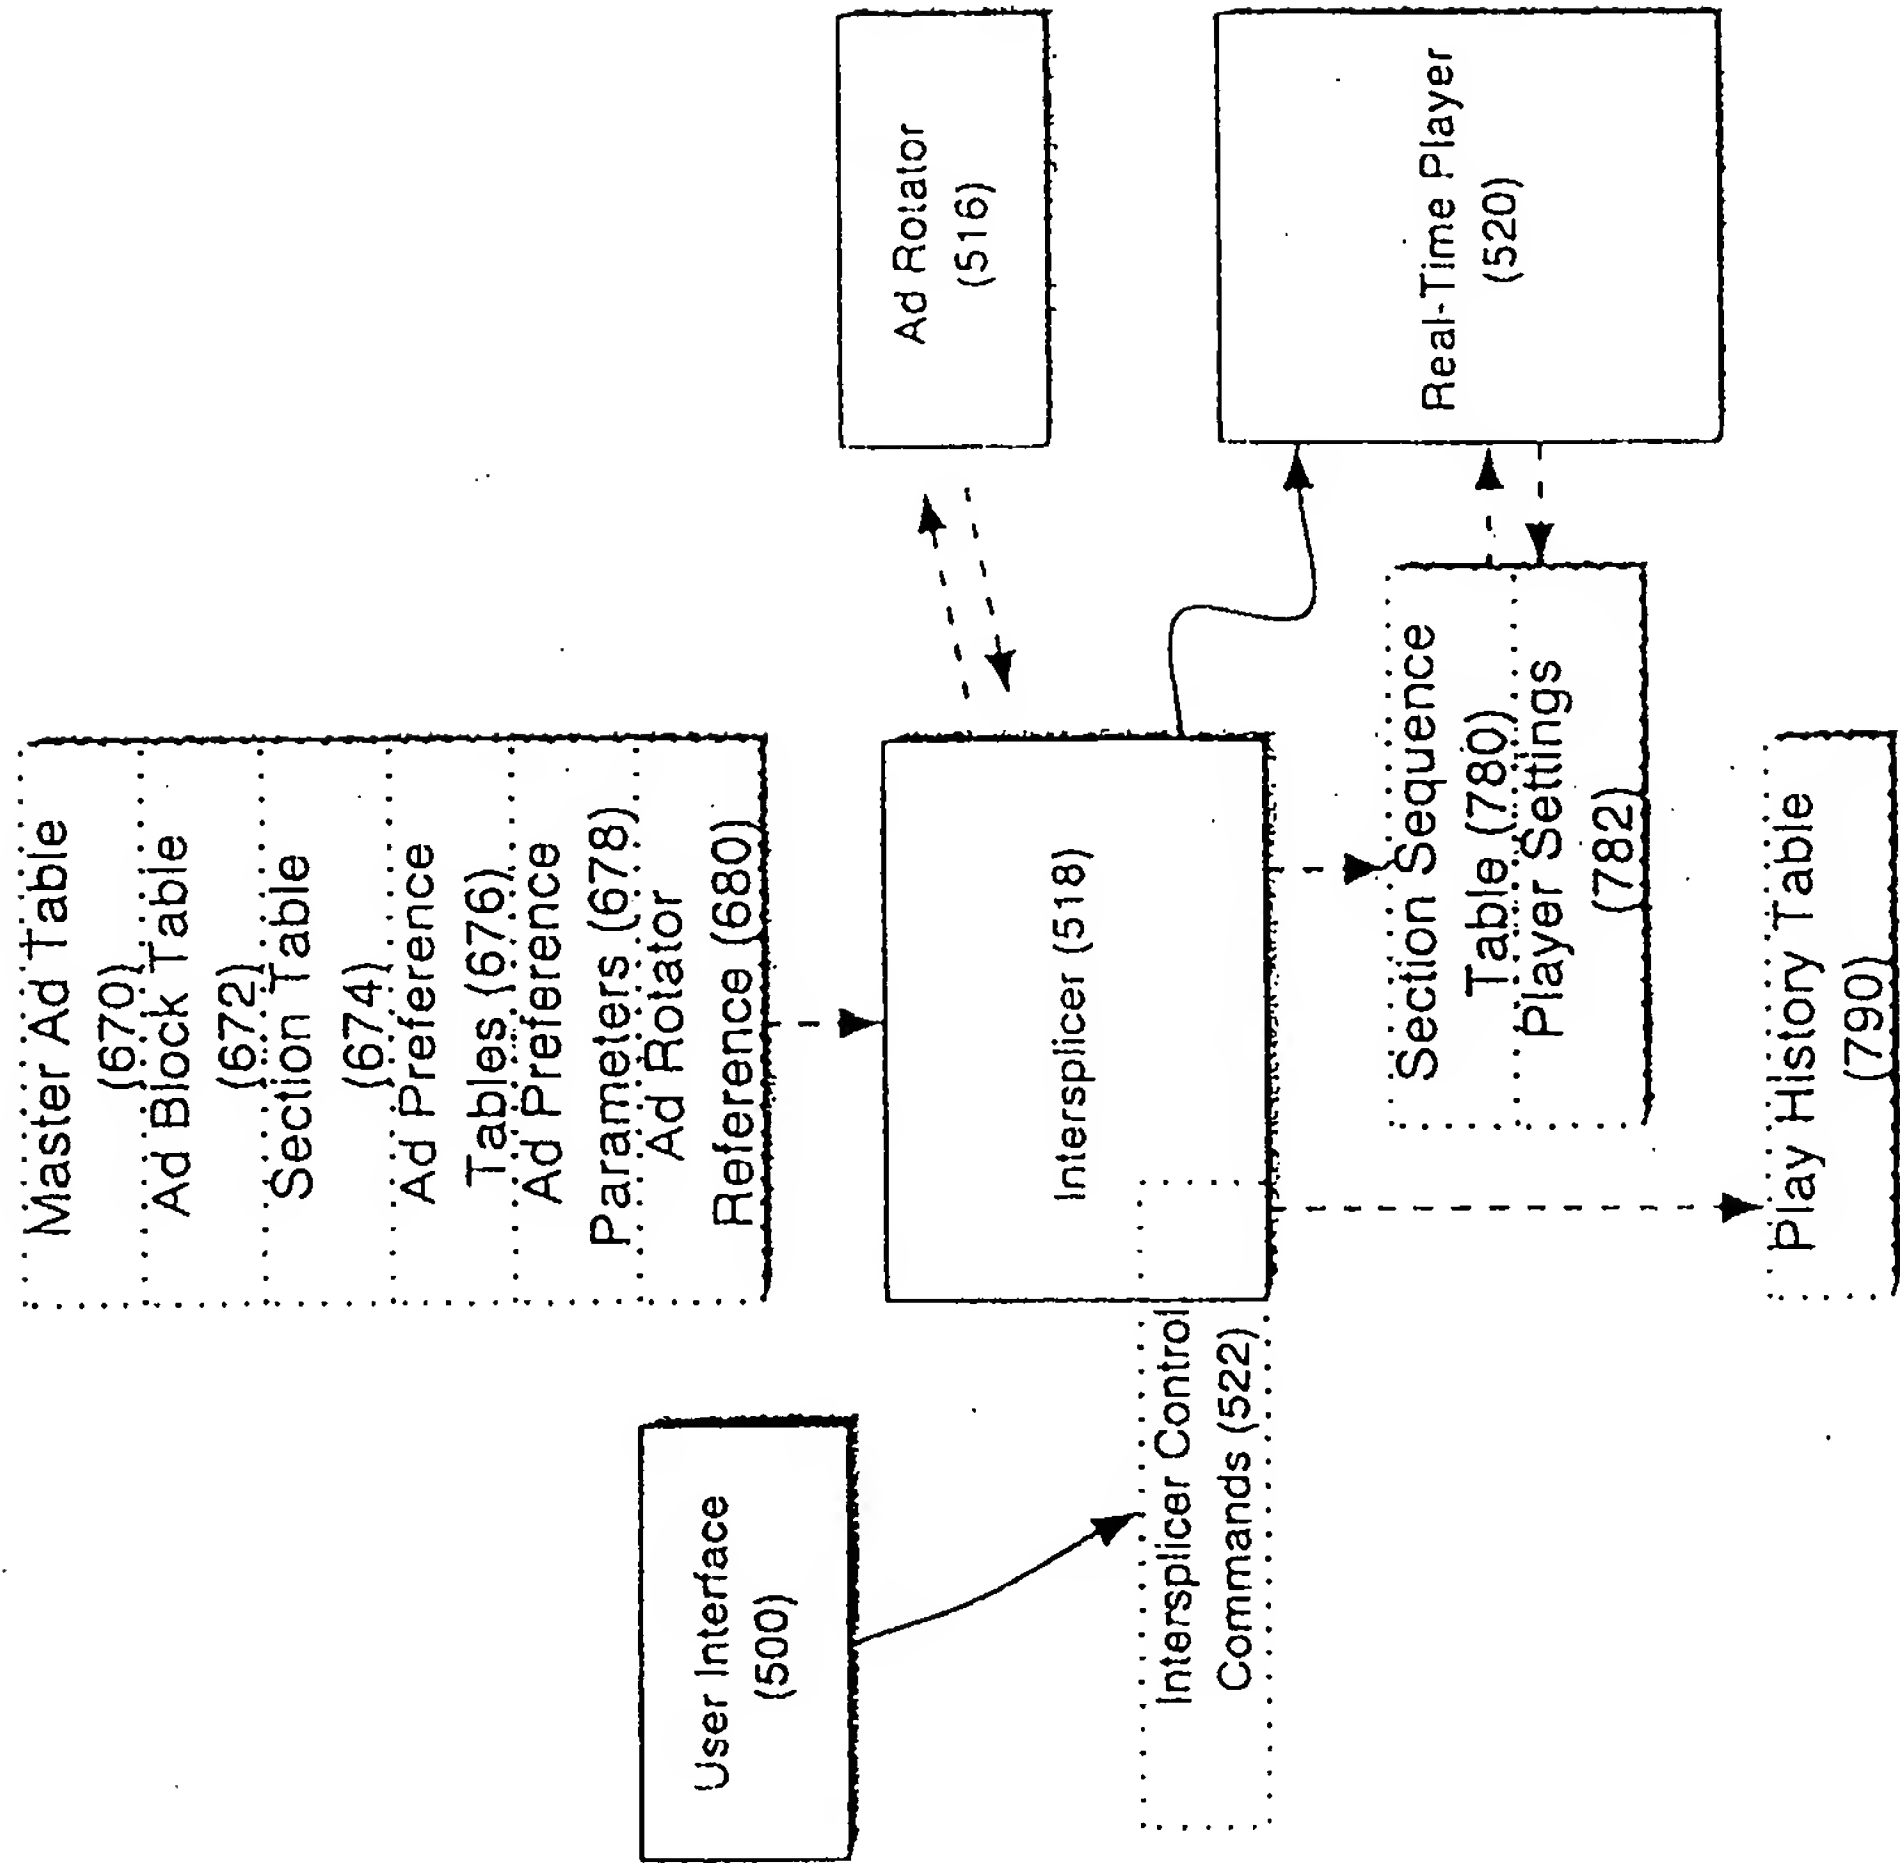 Master Ad Table
(670)
Ad Block Table
(672)
Section Table
(674)
Ad Preference
Tables (676)
Ad Preference
Parameters (678)
Ad Rotator
Reference (680)
User Interface
(500)
Intersplicer (518)
Intersplicer Control
Commands (522)
Ad Rotator
(516)
Real-Time Player
(520)
Section Sequence
Table (780)
Player Settings
(782)
Play History Table
(790)